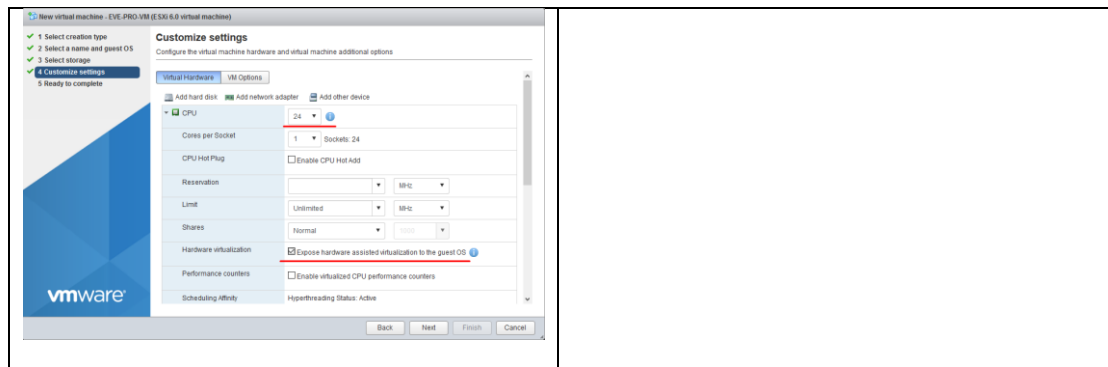 New virtual machine - EVE-PRO-VM (ESXi 6.0 virtual machine)
1 Select creation type
2 Select a name and guest OS
3 Select storage
4 Customize settings
5 Ready to complete
Customize settings
Configure the virtual machine hardware and virtual machine additional options
Virtual Hardware VM Options
Add hard disk Add network adapter Add other device
CPU 24
Cores per Socket 1 Sockets: 24
CPU Hot Plug Enable CPU Hot Add
Reservation MHz
Limit Unlimited MHz
Shares Normal
Hardware virtualization Expose hardware assisted virtualization to the guest OS
Performance counters Enable virtualized CPU performance counters
Scheduling Affinity Hyperthreading Status: Active
vmware
Back Next Finish Cancel